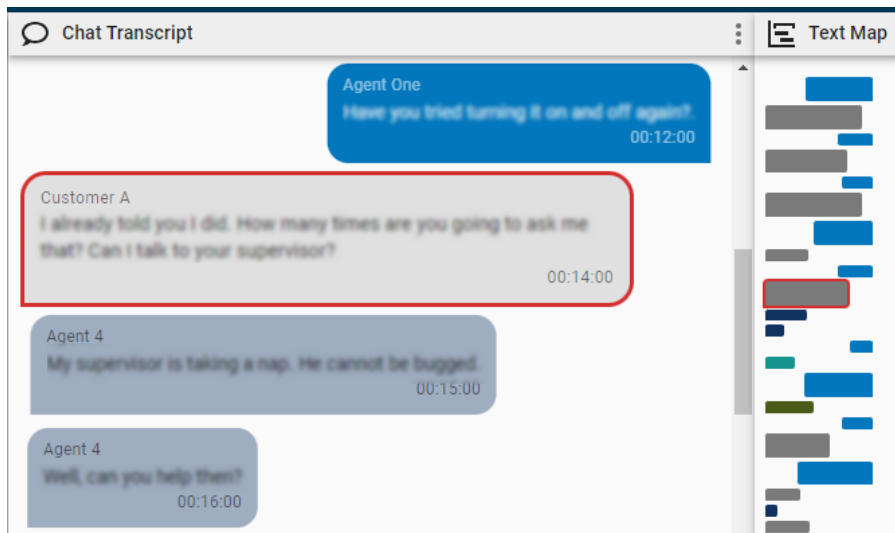 Chat Transcript
Text Map
Agent One
Have you tried turning it on and off again?.
00:12:00
Customer A
I already told you I did. How many times are you going to ask me
that? Can I talk to your supervisor?
00:14:00
Agent 4
My supervisor is taking a nap. He cannot be bugged.
00:15:00
Agent 4
Well, can you help then?
00:16:00